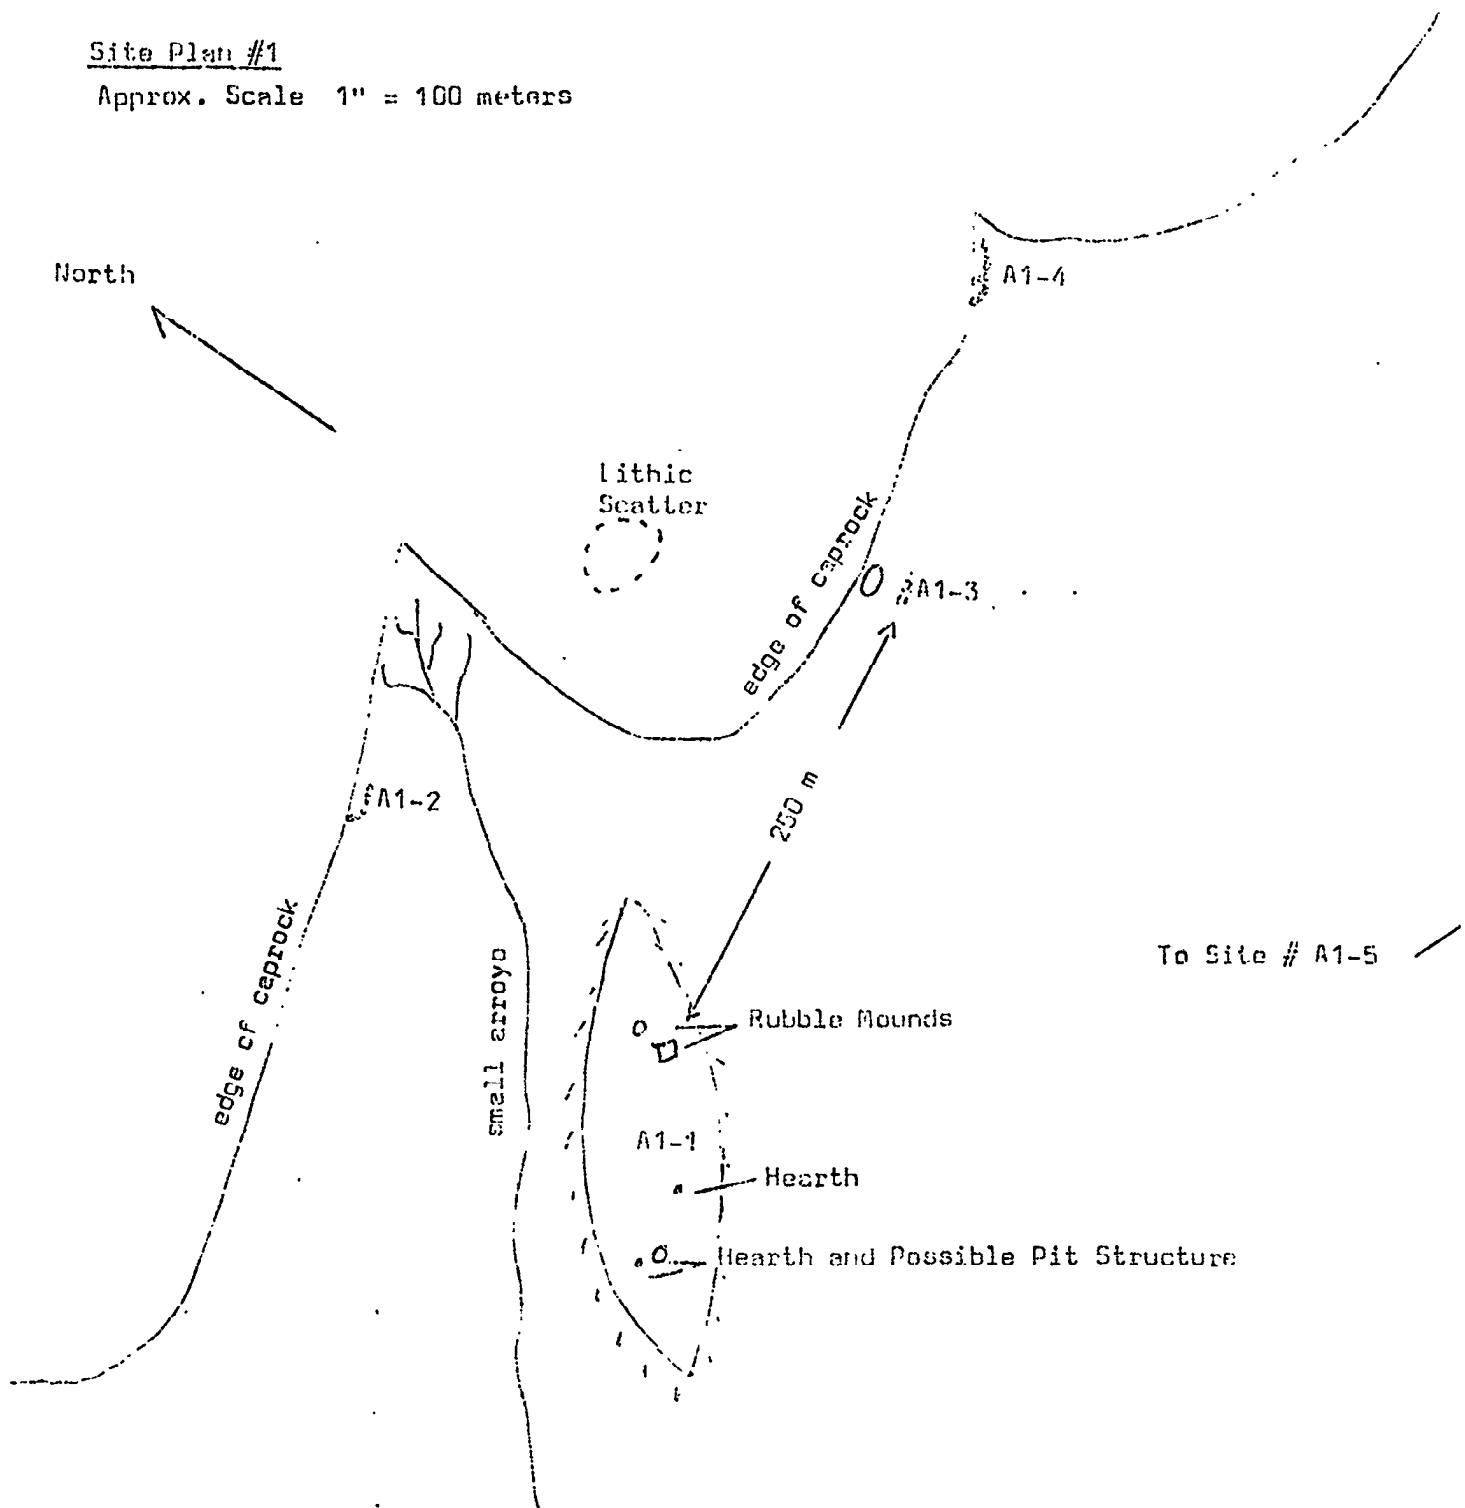 Site Plan #1
Approx. Scale 1" = 100 meters
North
A1-4
Lithic
Scatter
edge of caprock
A1-3
A1-2
250 m
edge of caprock
small arroyo
To Site # A1-5
Rubble Mounds
A1-1
Hearth
Hearth and Possible Pit Structure